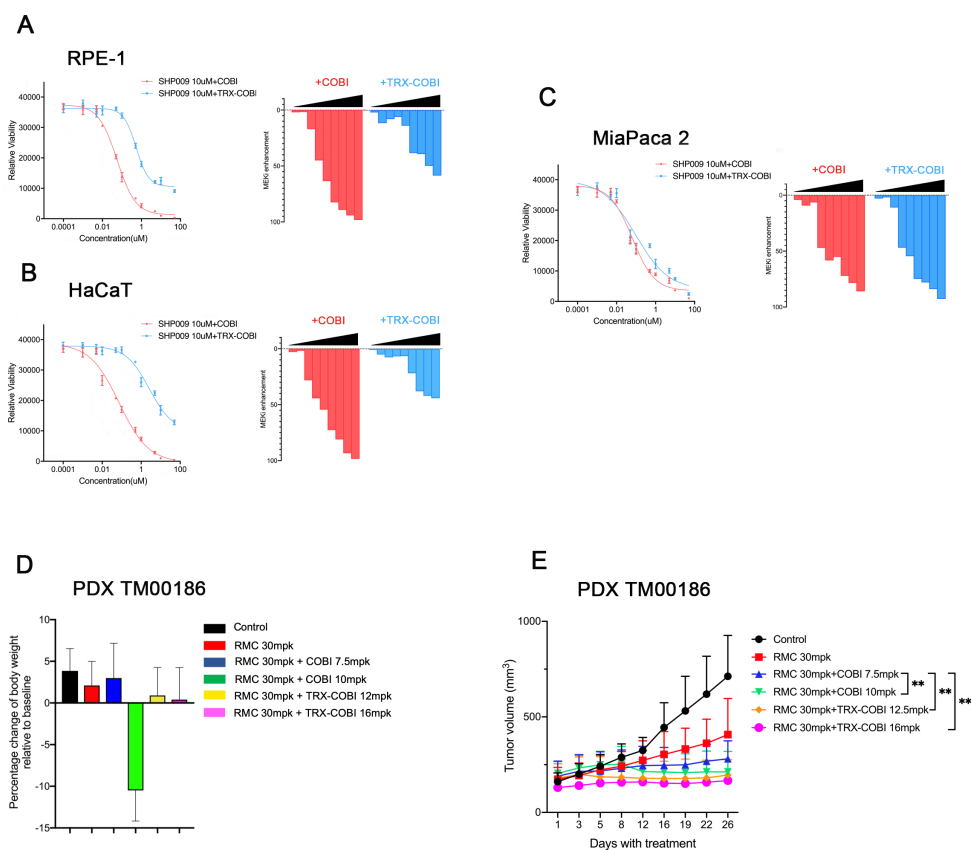 A
RPE-1
SHP009 10uM+COBI
SHP009 10uM+TRX-COBI
Relative Viability
40000
30000
20000
10000
0
0.0001
0.01
1
100
Concentration(uM)
+COBI
+TRX-COBI
MEKi enhancement
0
50
100
B
HaCaT
SHP009 10uM+COBI
SHP009 10uM+TRX-COBI
Relative Viability
50000
40000
30000
20000
10000
0
0.0001
0.01
1
100
Concentration(uM)
+COBI
+TRX-COBI
MEKi enhancement
0
50
100
C
MiaPaca 2
SHP009 10uM+COBI
SHP009 10uM+TRX-COBI
Relative Viability
50000
40000
30000
20000
10000
0
0.0001
0.01
1
100
Concentration(uM)
+COBI
+TRX-COBI
MEKi enhancement
0
50
100
D
PDX TM00186
Percentage change of body weight
relative to baseline
10
5
0
-5
-10
-15
Control
RMC 30mpk
RMC 30mpk + COBI 7.5mpk
RMC 30mpk + COBI 10mpk
RMC 30mpk + TRX-COBI 12mpk
RMC 30mpk + TRX-COBI 16mpk
E
PDX TM00186
Tumor volume (mm³)
1000
500
0
1 3 5 8 12 16 19 22 26
Days with treatment
Control
RMC 30mpk
RMC 30mpk+COBI 7.5mpk
RMC 30mpk+COBI 10mpk
RMC 30mpk+TRX-COBI 12.5mpk
RMC 30mpk+TRX-COBI 16mpk
**
**
**